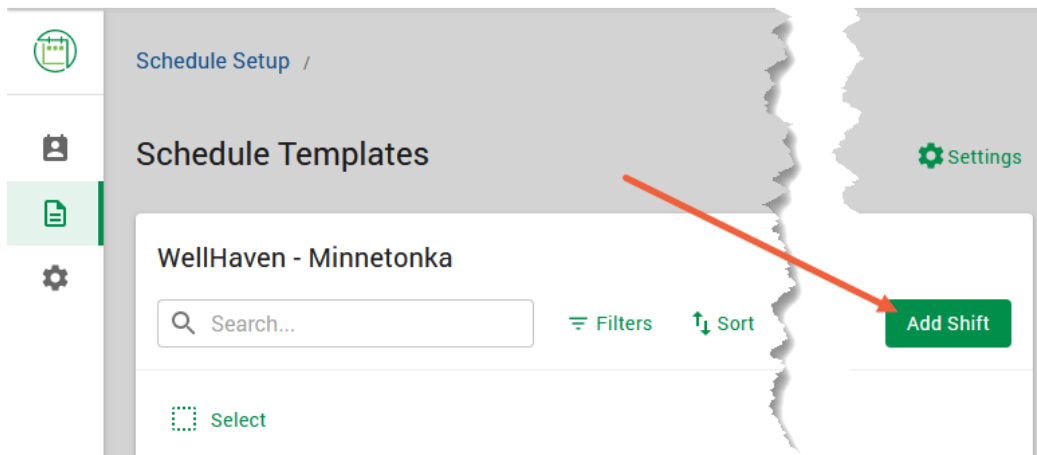 Schedule Setup /
Schedule Templates
Settings
WellHaven - Minnetonka
Search...
Filters
Sort
Add Shift
Select